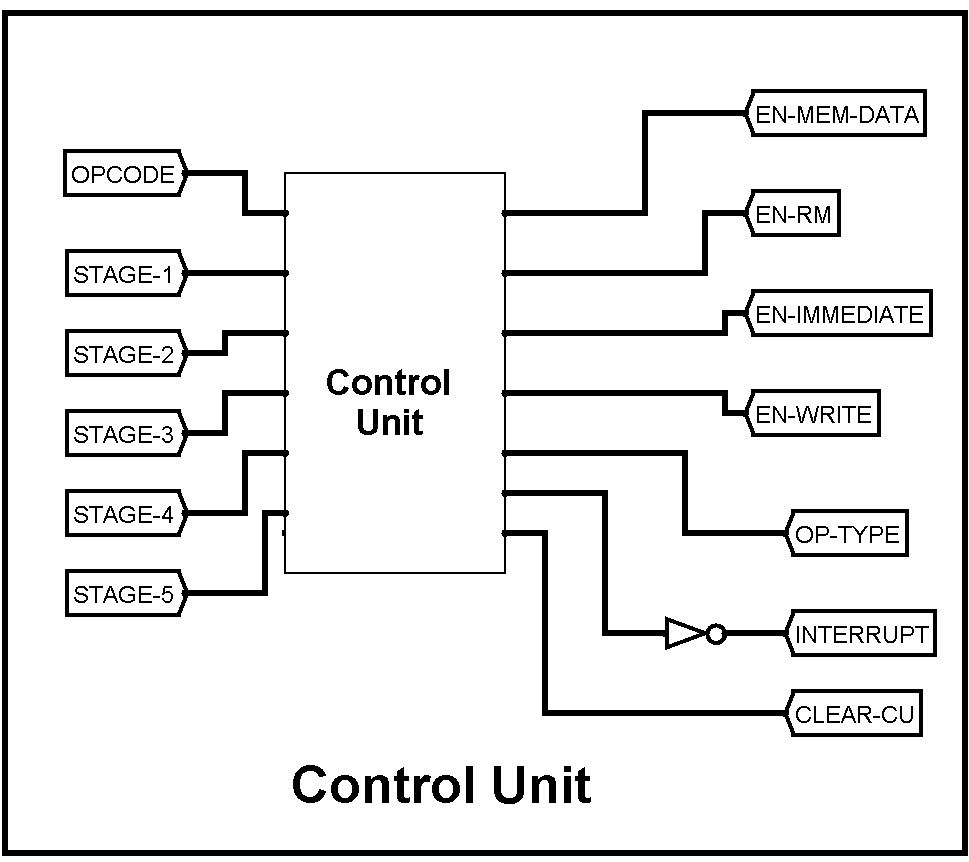 OPCODE
STAGE-1
STAGE-2
STAGE-3
STAGE-4
STAGE-5
Control
Unit
EN-MEM-DATA
EN-RM
EN-IMMEDIATE
EN-WRITE
OP-TYPE
INTERRUPT
CLEAR-CU
Control Unit